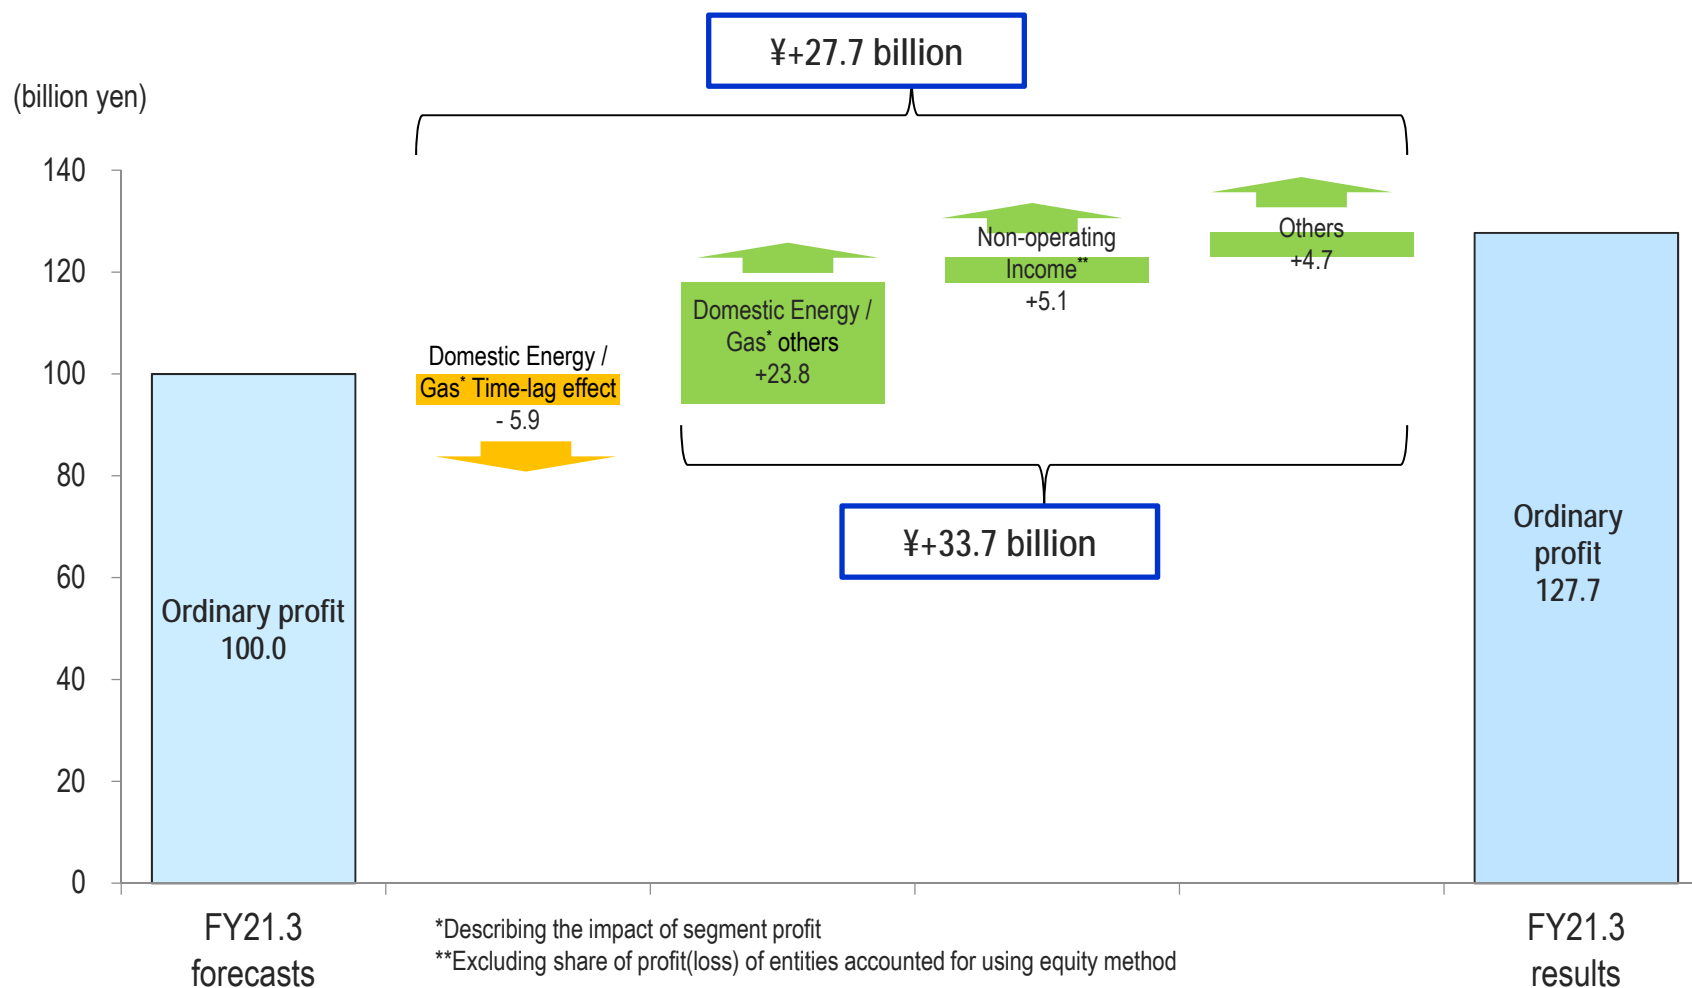 ¥+27.7 billion
(billion yen)
140
120
100
80
60
40
20
0
Ordinary profit
100.0
Domestic Energy /
Gas* Time-lag effect
- 5.9
Domestic Energy /
Gas* others
+23.8
Non-operating
Income**
+5.1
Others
+4.7
¥+33.7 billion
Ordinary
profit
127.7
FY21.3
forecasts
FY21.3
results
*Describing the impact of segment profit
**Excluding share of profit(loss) of entities accounted for using equity method